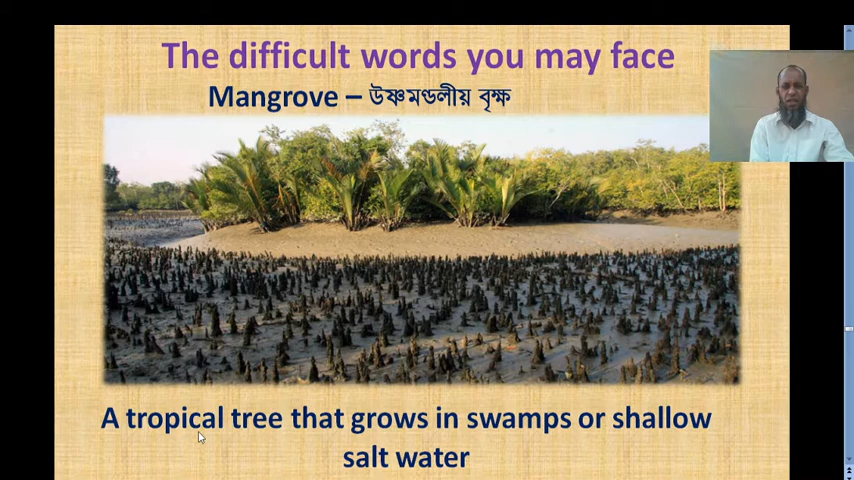 The difficult words you may face
Mangrove – উষ্ণমন্ডলীয় বৃক্ষ
A tropical tree that grows in swamps or shallow
salt water